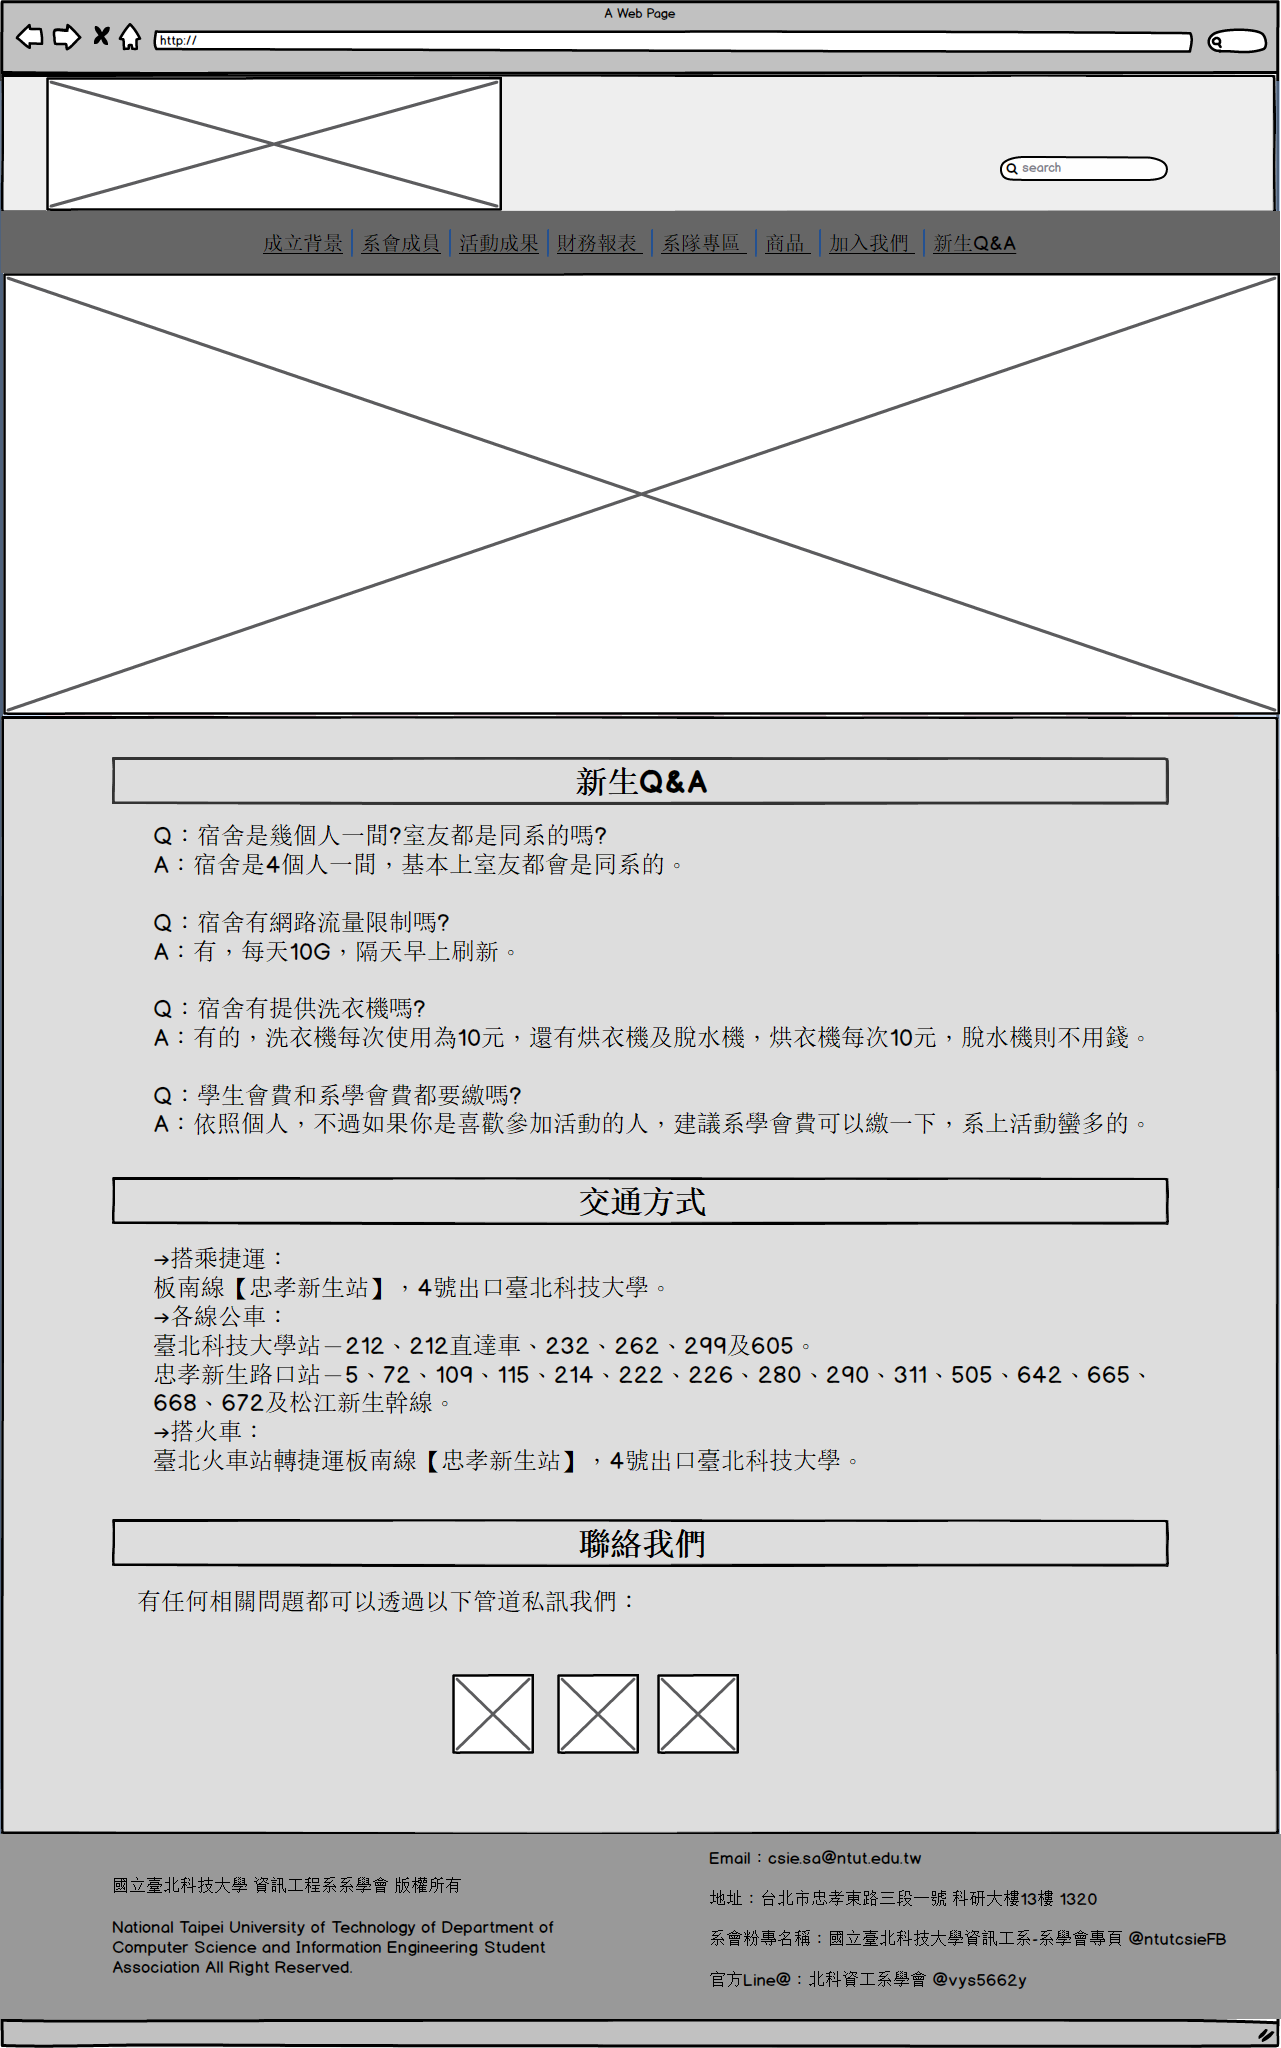 A Web Page
http://
search
成立背景 系會成員 活動成果 財務報表 系隊專區 商品 加入我們 新生Q&A
新生Q&A
Q：宿舍是幾個人一間?室友都是同系的嗎?
A：宿舍是4個人一間，基本上室友都會是同系的。
Q：宿舍有網路流量限制嗎?
A：有，每天10G，隔天早上刷新。
Q：宿舍有提供洗衣機嗎?
A：有的，洗衣機每次使用為10元，還有烘衣機及脫水機，烘衣機每次10元，脫水機則不用錢。
Q：學生會費和系學會費都要繳嗎?
A：依照個人，不過如果你是喜歡參加活動的人，建議系學會費可以繳一下，系上活動蠻多的。
交通方式
→搭乘捷運：
板南線【忠孝新生站】，4號出口臺北科技大學。
→各線公車：
臺北科技大學站－212、212直達車、232、262、299及605。
忠孝新生路口站－5、72、109、115、214、222、226、280、290、311、505、642、665、
668、672及松江新生幹線。
→搭火車：
臺北火車站轉捷運板南線【忠孝新生站】，4號出口臺北科技大學。
聯絡我們
有任何相關問題都可以透過以下管道私訊我們：
國立臺北科技大學 資訊工程系系學會 版權所有
National Taipei University of Technology of Department of
Computer Science and Information Engineering Student
Association All Right Reserved.
Email：csie.sa@ntut.edu.tw
地址：台北市忠孝東路三段一號 科研大樓13樓 1320
系會粉專名稱：國立臺北科技大學資訊工系-系學會專頁 @ntutcsieFB
官方Line@：北科資工系學會 @vys5662y